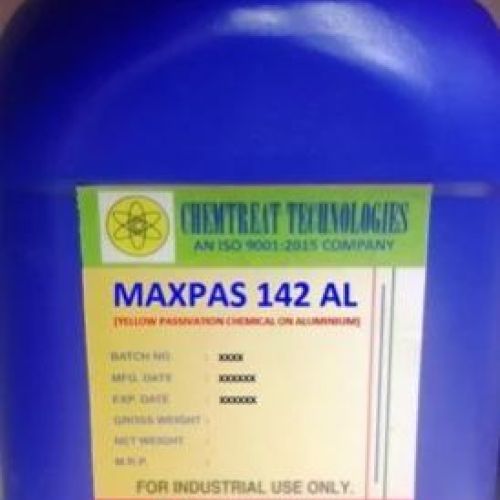 CHEMTREAT TECHNOLOGIES
AN ISO 9001:2015 COMPANY
MAXPAS 142 AL
(YELLOW PASSIVATION CHEMICAL ON ALUMINIUM)
BATCH NO. : XXXX
MFG. DATE : XXXXXX
EXP. DATE : XXXXXX
GROSS WEIGHT :
NET WEIGHT :
M.R.P. :
FOR INDUSTRIAL USE ONLY.